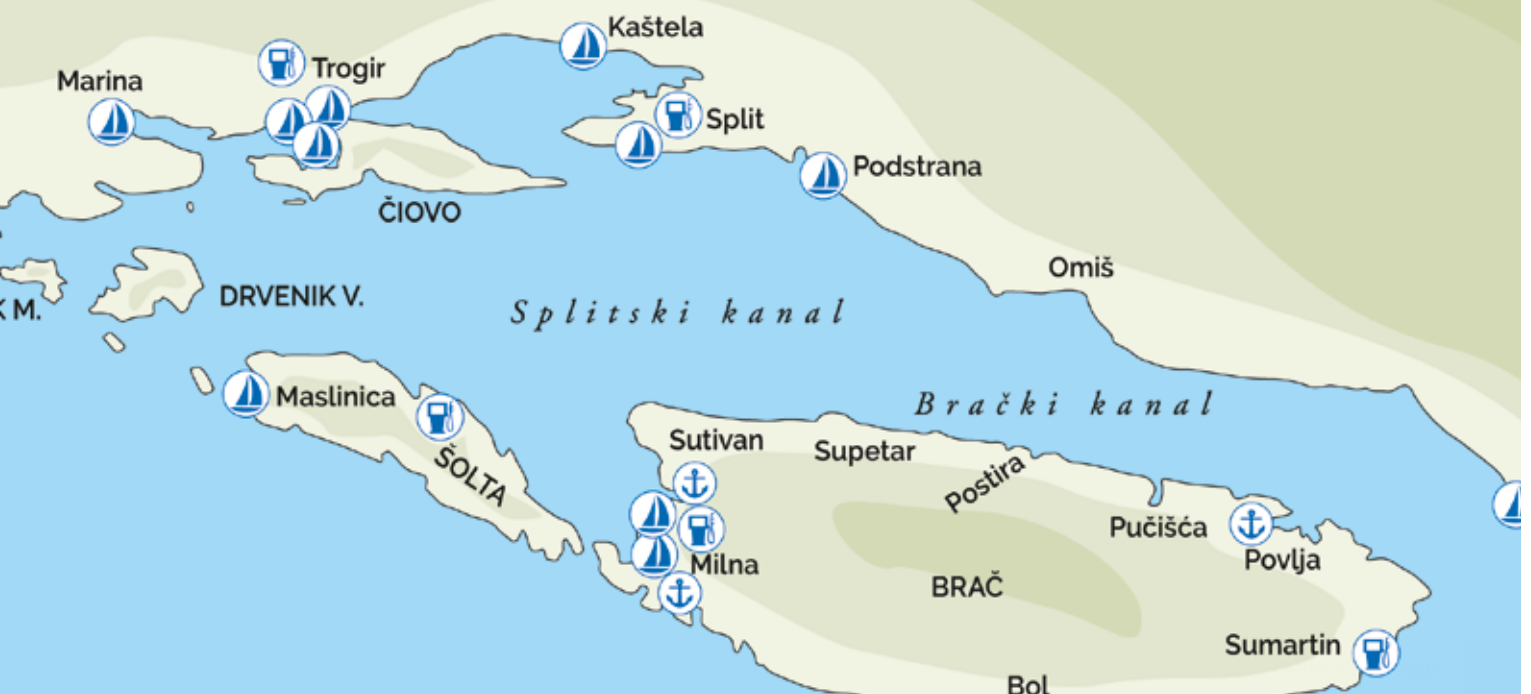 Kaštela
Marina
Trogir
Split
Podstrana
ČIOVO
Omiš
DRVENIK V.
K M.
Splitski kanal
Maslinica
Brački kanal
ŠOLTA
Sutivan
Supetar
Postira
Pučišća
Povlja
Milna
BRAČ
Sumartin
Bol